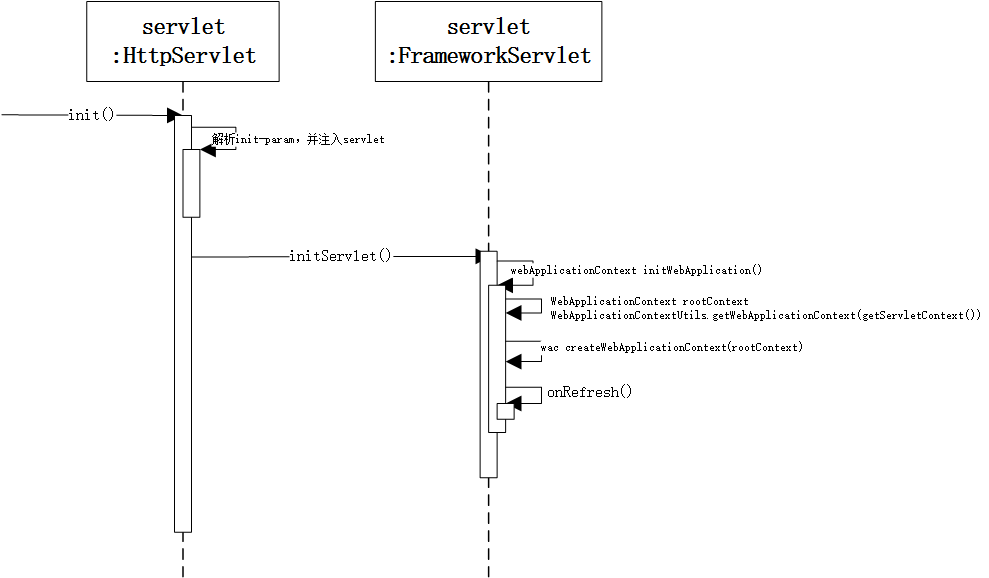 servlet
:HttpServlet
servlet
:FrameworkServlet
init()
解析init-param，并注入servlet
initServlet()
webApplicationContext initWebApplication()
WebApplicationContext rootContext
WebApplicationContextUtils.getWebApplicationContext(getServletContext())
wac createWebApplicationContext(rootContext)
onRefresh()